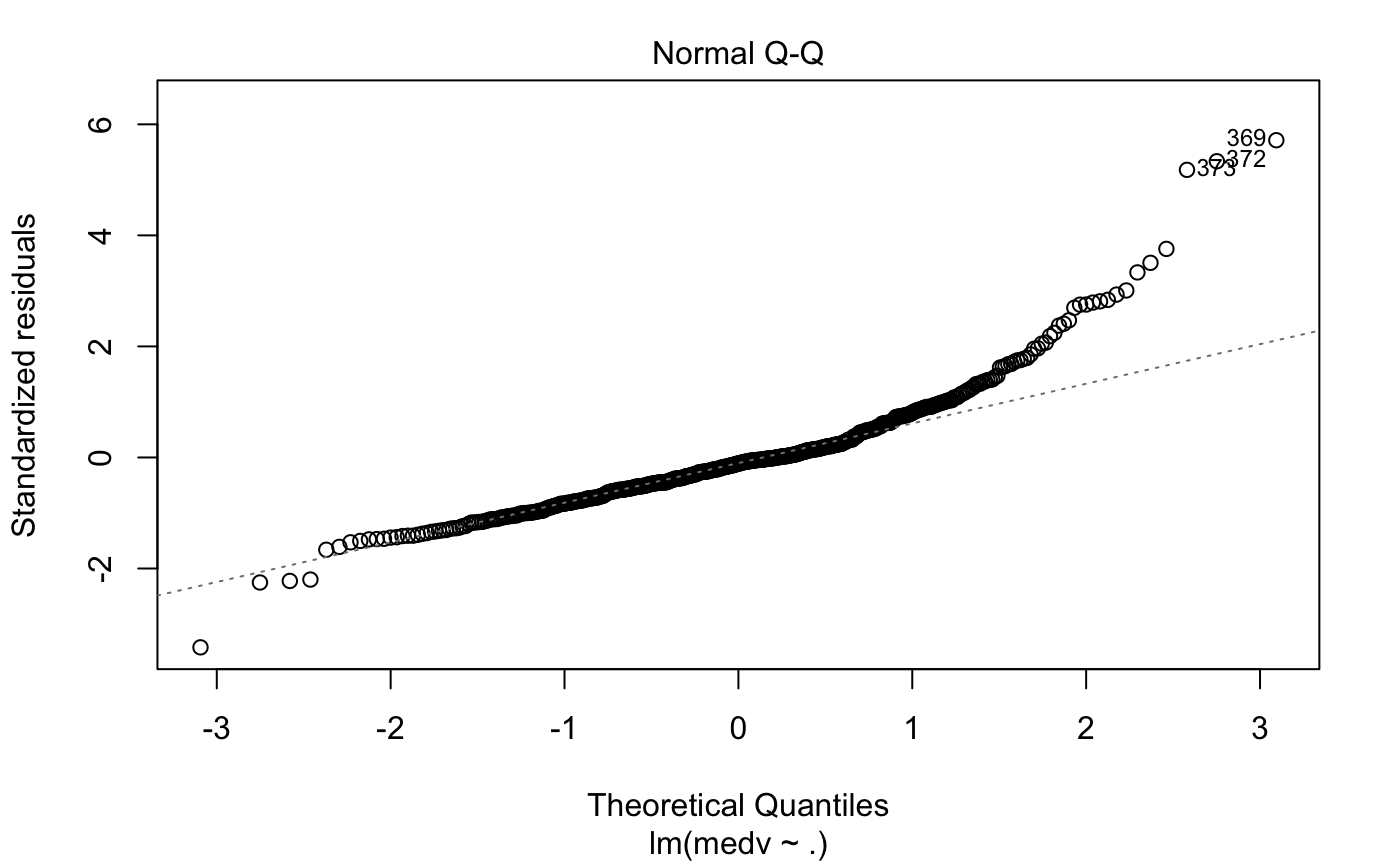 Normal Q-Q
Standardized residuals
6
4
2
0
-2
369
372
373
-3 -2 -1 0 1 2 3
Theoretical Quantiles
lm(medv ~ .)